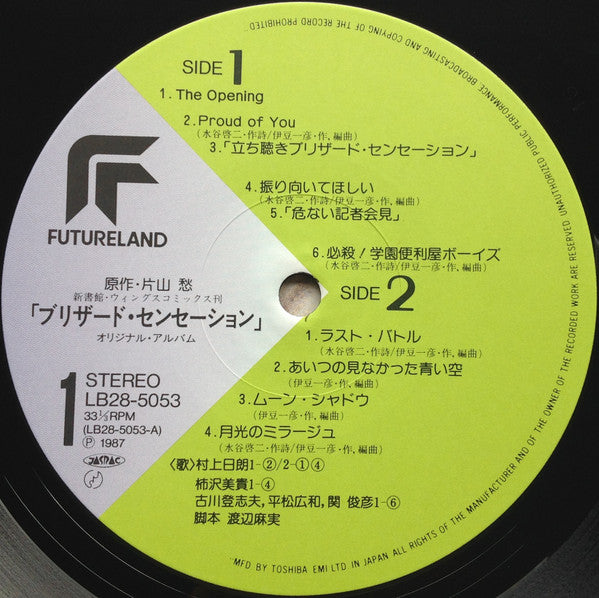 SIDE 1
1. The Opening
2. Proud of You
(水谷啓二・作詩/伊豆一彦・作、編曲)
3.「立ち聴きブリザード・センセーション」
4. 振り向いてほしい
(水谷啓二・作詩/伊豆一彦・作、編曲)
5.「危ない記者会見」
6. 必殺!学園便利屋ボーイズ
(水谷啓二・作詩/伊豆一彦・作、編曲)
SIDE 2
1. ラスト・バトル
(水谷啓二・作詩/伊豆一彦・作、編曲)
2. あいつの見なかった青い空
(伊豆一彦・作、編曲)
3. ムーン・シャドウ
(伊豆一彦・作、編曲)
4. 月光のミラージュ
(水谷啓二・作詩/伊豆一彦・作、編曲)
〈歌〉村上日朗1-②/2-①④
柿沢美貴1-④
古川登志夫,平松広和,関 俊彦1-⑥
脚本 渡辺麻実
FUTURELAND
原作・片山 愁
新書館・ウィングスコミックス刊
「ブリザード・センセーション」
オリジナル・アルバム
1
STEREO
LB28-5053
33⅓RPM
(LB28-5053-A)
Ⓟ 1987
JASRAC
MFD BY TOSHIBA EMI LTD IN JAPAN ALL RIGHTS OF THE MANUFACTURER AND OF THE OWNER OF THE RECORDED WORK ARE RESERVED UNAUTHORIZED PUBLIC PERFORMANCE BROADCASTING AND COPYING OF THE RECORD PROHIBITED